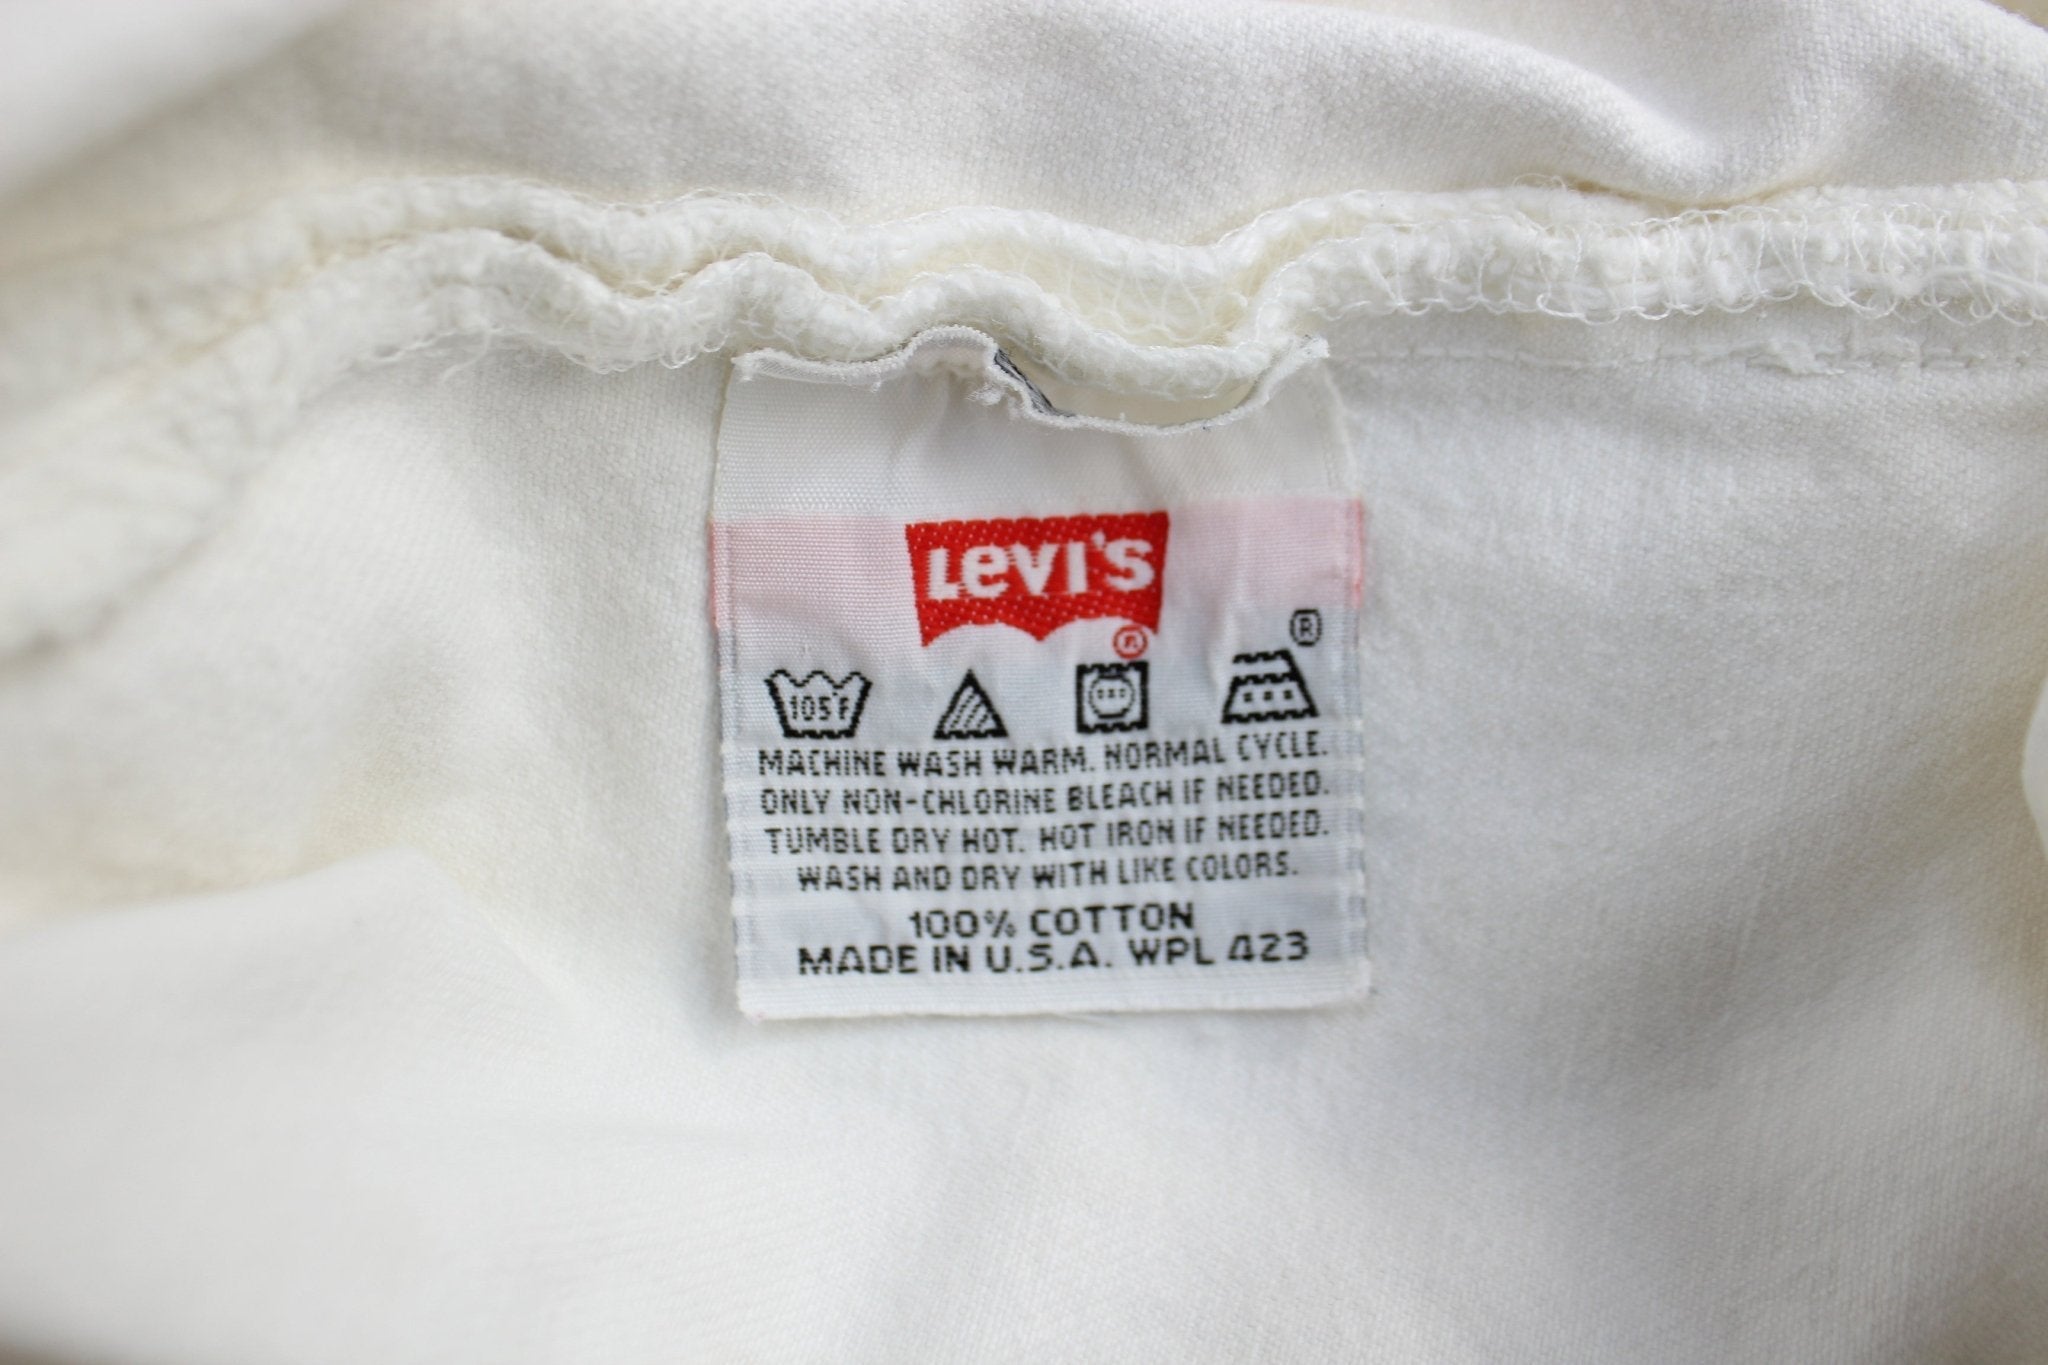 Levi's
®
®
105°F
MACHINE WASH WARM. NORMAL CYCLE.
ONLY NON-CHLORINE BLEACH IF NEEDED.
TUMBLE DRY HOT. HOT IRON IF NEEDED.
WASH AND DRY WITH LIKE COLORS.
100% COTTON
MADE IN U.S.A. WPL 423